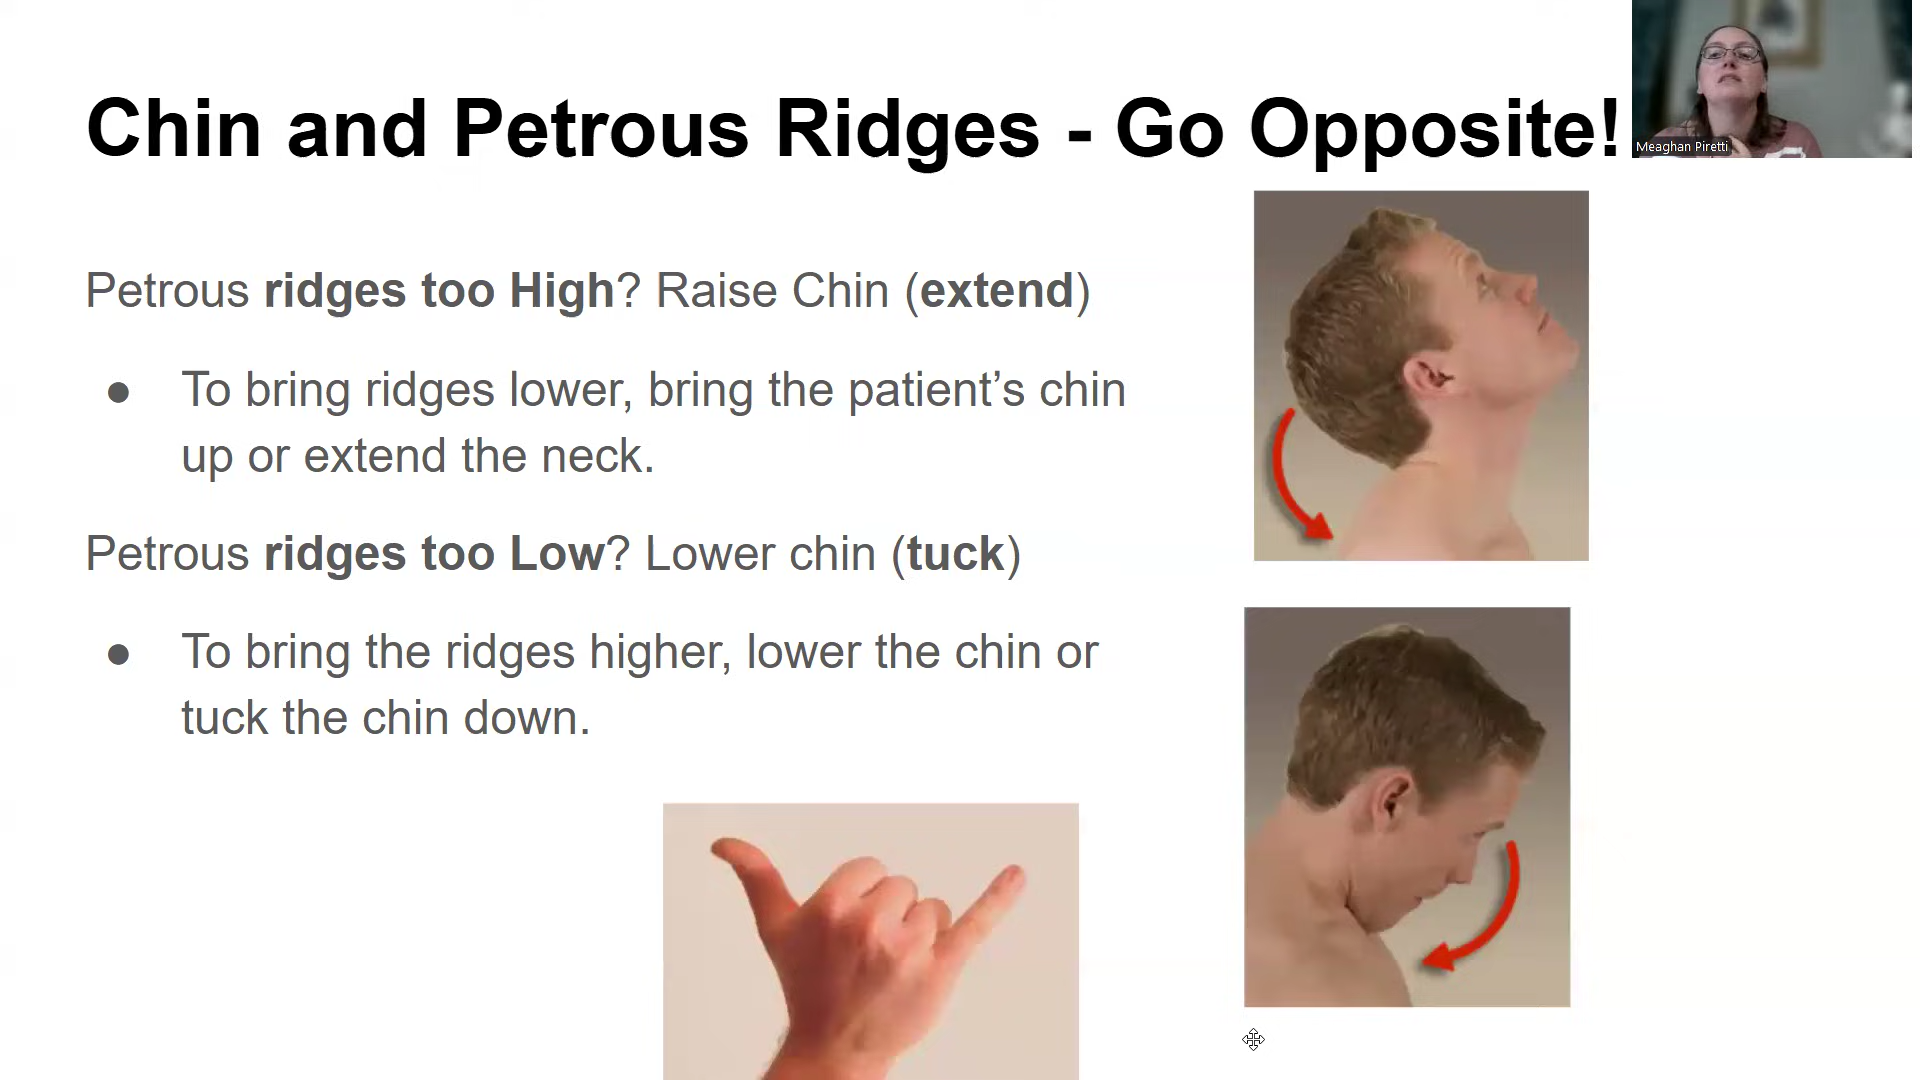 Chin and Petrous Ridges - Go Opposite!
Meaghan Piretti
Petrous ridges too High? Raise Chin (extend)
● To bring ridges lower, bring the patient’s chin
up or extend the neck.
Petrous ridges too Low? Lower chin (tuck)
● To bring the ridges higher, lower the chin or
tuck the chin down.